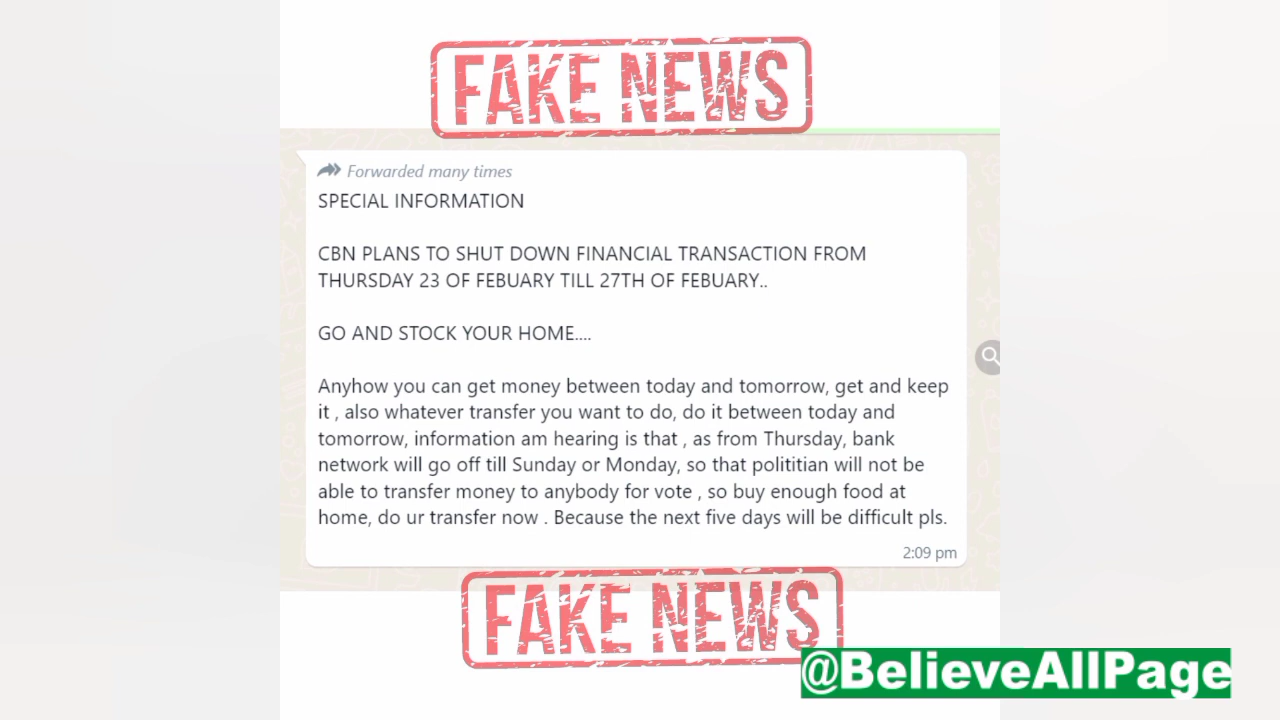 FAKE NEWS
Forwarded many times
SPECIAL INFORMATION
CBN PLANS TO SHUT DOWN FINANCIAL TRANSACTION FROM
THURSDAY 23 OF FEBUARY TILL 27TH OF FEBUARY..
GO AND STOCK YOUR HOME....
Anyhow you can get money between today and tomorrow, get and keep
it , also whatever transfer you want to do, do it between today and
tomorrow, information am hearing is that , as from Thursday, bank
network will go off till Sunday or Monday, so that polititian will not be
able to transfer money to anybody for vote , so buy enough food at
home, do ur transfer now . Because the next five days will be difficult pls.
2:09 pm
FAKE NEWS
@BelieveAllPage